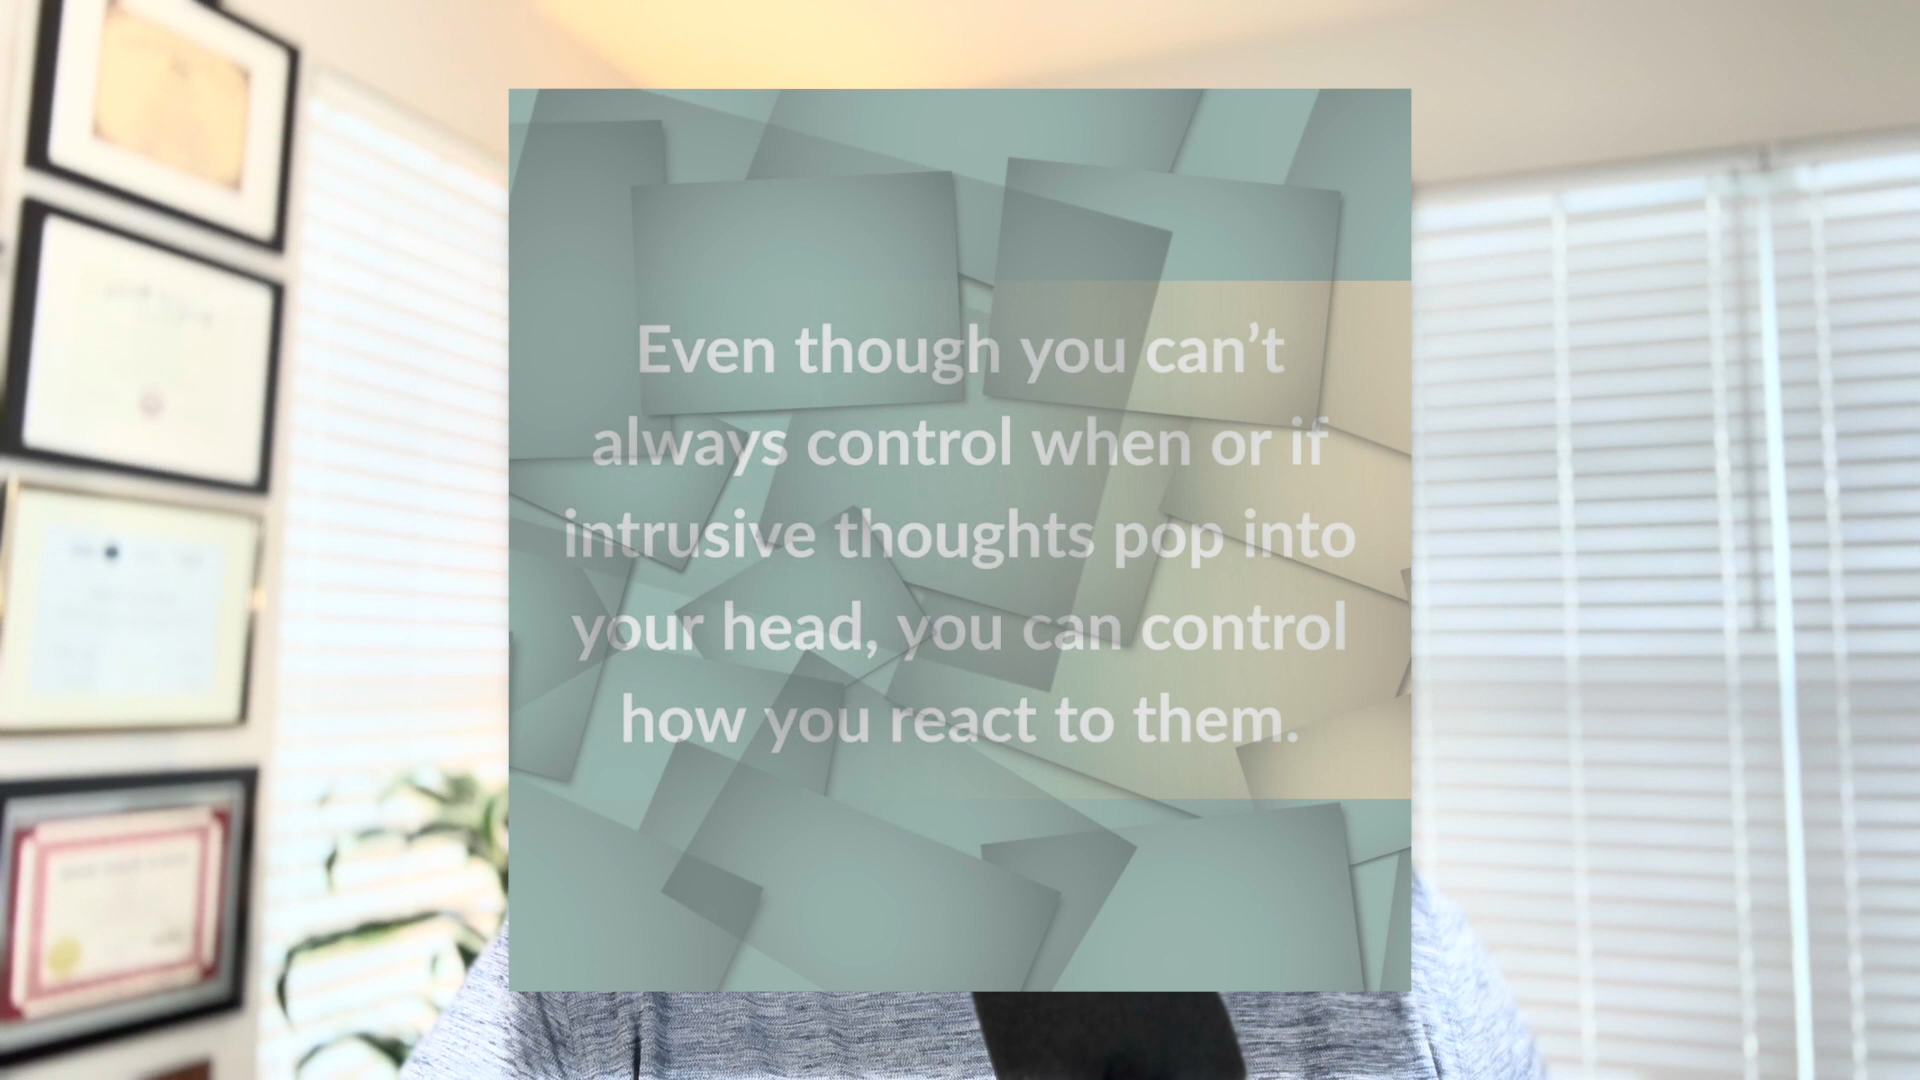 Even though you can’t
always control when or if
intrusive thoughts pop into
your head, you can control
how you react to them.